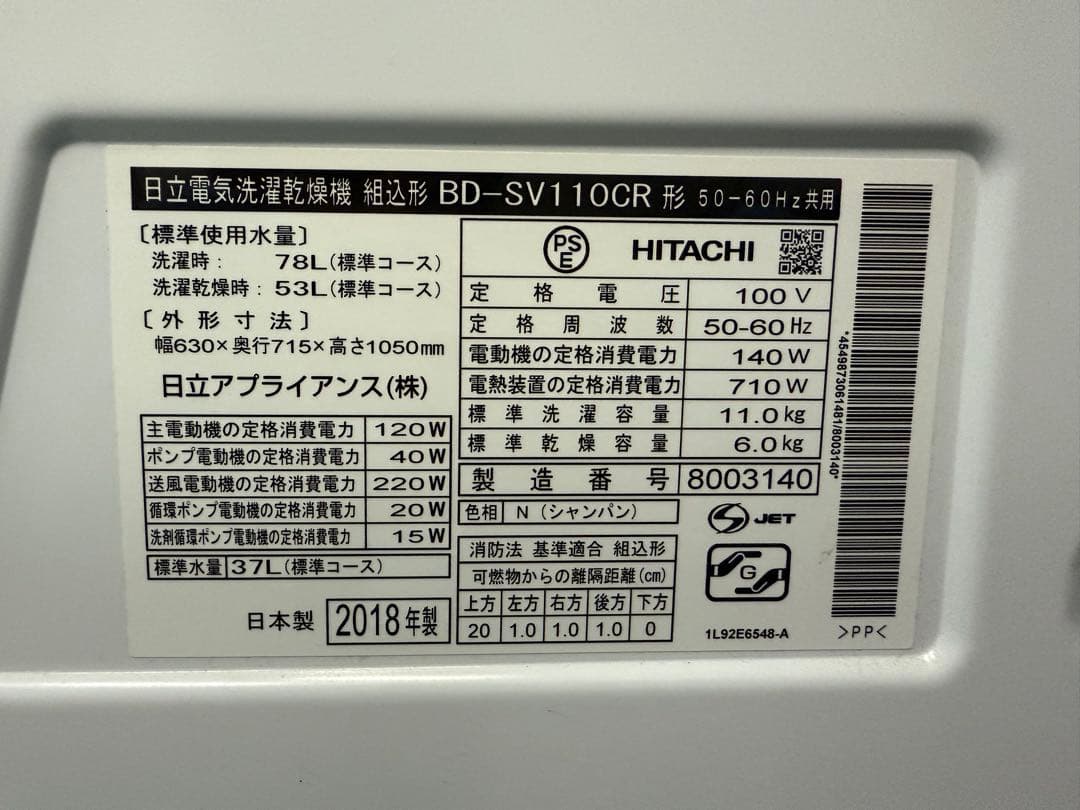 日立電気洗濯乾燥機 組込形 BD-SV110CR 形 50-60Hz共用
〔標準使用水量〕
洗濯時: 78L(標準コース)
洗濯乾燥時: 53L(標準コース)
〔外形寸法〕
幅630×奥行715×高さ1050mm
日立アプライアンス(株)
主電動機の定格消費電力 120W
ポンプ電動機の定格消費電力 40W
送風電動機の定格消費電力 220W
循環ポンプ電動機の定格消費電力 20W
洗剤循環ポンプ電動機の定格消費電力 15W
標準水量 37L(標準コース)
日本製 2018年製
PSE HITACHI
定格電圧 100V
定格周波数 50-60Hz
電動機の定格消費電力 140W
電熱装置の定格消費電力 710W
標準洗濯容量 11.0kg
標準乾燥容量 6.0kg
製造番号 8003140
色相 N (シャンパン)
消防法 基準適合 組込形
可燃物からの離隔距離(cm)
上方 左方 右方 後方 下方
20 1.0 1.0 1.0 0
S JET
G
1L92E6548-A
*4549873061481/8003140*
>PP<